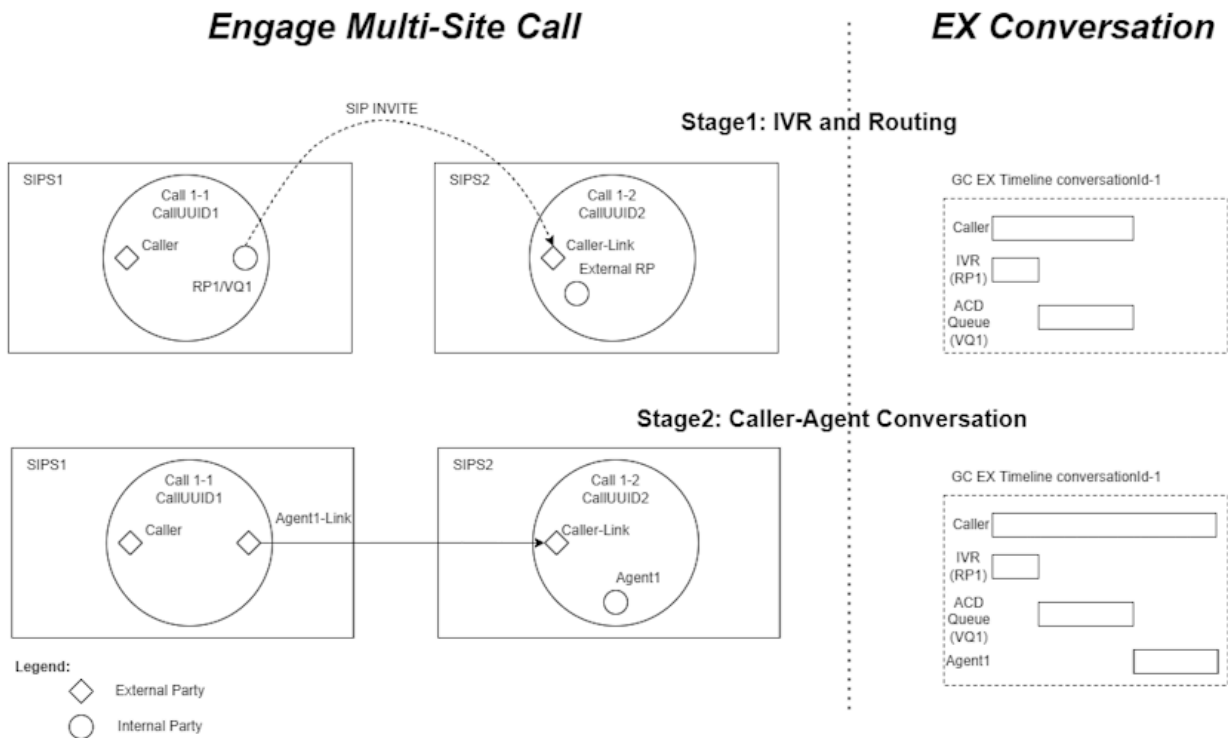 Engage Multi-Site Call
EX Conversation
SIP INVITE
Stage1: IVR and Routing
SIPS1
Call 1-1
CallUUID1
Caller
RP1/VQ1
SIPS2
Call 1-2
CallUUID2
Caller-Link
External RP
GC EX Timeline conversationId-1
Caller
IVR
(RP1)
ACD
Queue
(VQ1)
Stage2: Caller-Agent Conversation
SIPS1
Call 1-1
CallUUID1
Caller
Agent1-Link
SIPS2
Call 1-2
CallUUID2
Caller-Link
Agent1
GC EX Timeline conversationId-1
Caller
IVR
(RP1)
ACD
Queue
(VQ1)
Agent1
Legend:
External Party
Internal Party